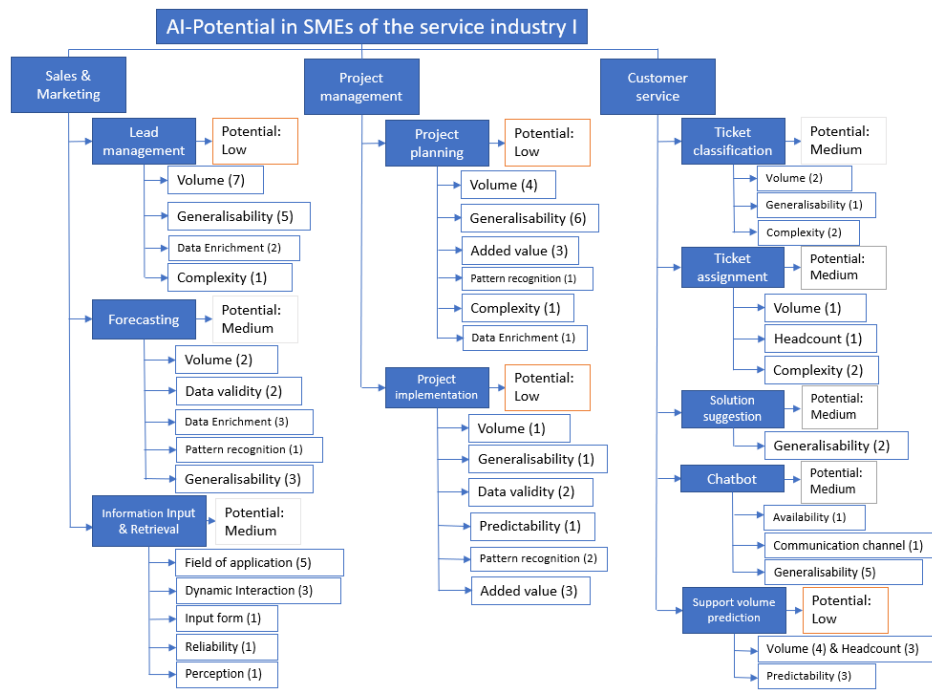 AI-Potential in SMEs of the service industry I
Sales &
Marketing
Lead
management
Potential:
Low
Volume (7)
Generalisability (5)
Data Enrichment (2)
Complexity (1)
Forecasting
Potential:
Medium
Volume (2)
Data validity (2)
Data Enrichment (3)
Pattern recognition (1)
Generalisability (3)
Information Input
& Retrieval
Potential:
Medium
Field of application (5)
Dynamic Interaction (3)
Input form (1)
Reliability (1)
Perception (1)
Project
management
Project
planning
Potential:
Low
Volume (4)
Generalisability (6)
Added value (3)
Pattern recognition (1)
Complexity (1)
Data Enrichment (1)
Project
implementation
Potential:
Low
Volume (1)
Generalisability (1)
Data validity (2)
Predictability (1)
Pattern recognition (2)
Added value (3)
Customer
service
Ticket
classification
Potential:
Medium
Volume (2)
Generalisability (1)
Complexity (2)
Ticket
assignment
Potential:
Medium
Volume (1)
Headcount (1)
Complexity (2)
Solution
suggestion
Potential:
Medium
Generalisability (2)
Chatbot
Potential:
Medium
Availability (1)
Communication channel (1)
Generalisability (5)
Support volume
prediction
Potential:
Low
Volume (4) & Headcount (3)
Predictability (3)